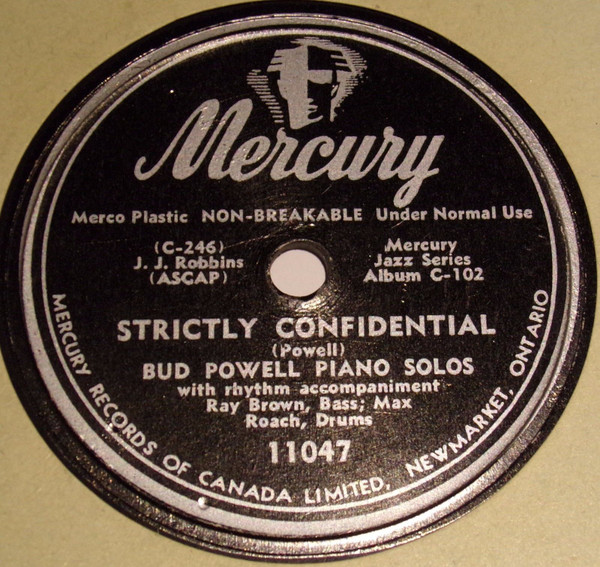 Mercury
Merco Plastic NON-BREAKABLE Under Normal Use
(C-246)
J. J. Robbins
(ASCAP)
Mercury
Jazz Series
Album C-102
STRICTLY CONFIDENTIAL
(Powell)
BUD POWELL PIANO SOLOS
with rhythm accompaniment
Ray Brown, Bass; Max
Roach, Drums
11047
MERCURY RECORDS OF CANADA LIMITED, NEWMARKET, ONTARIO